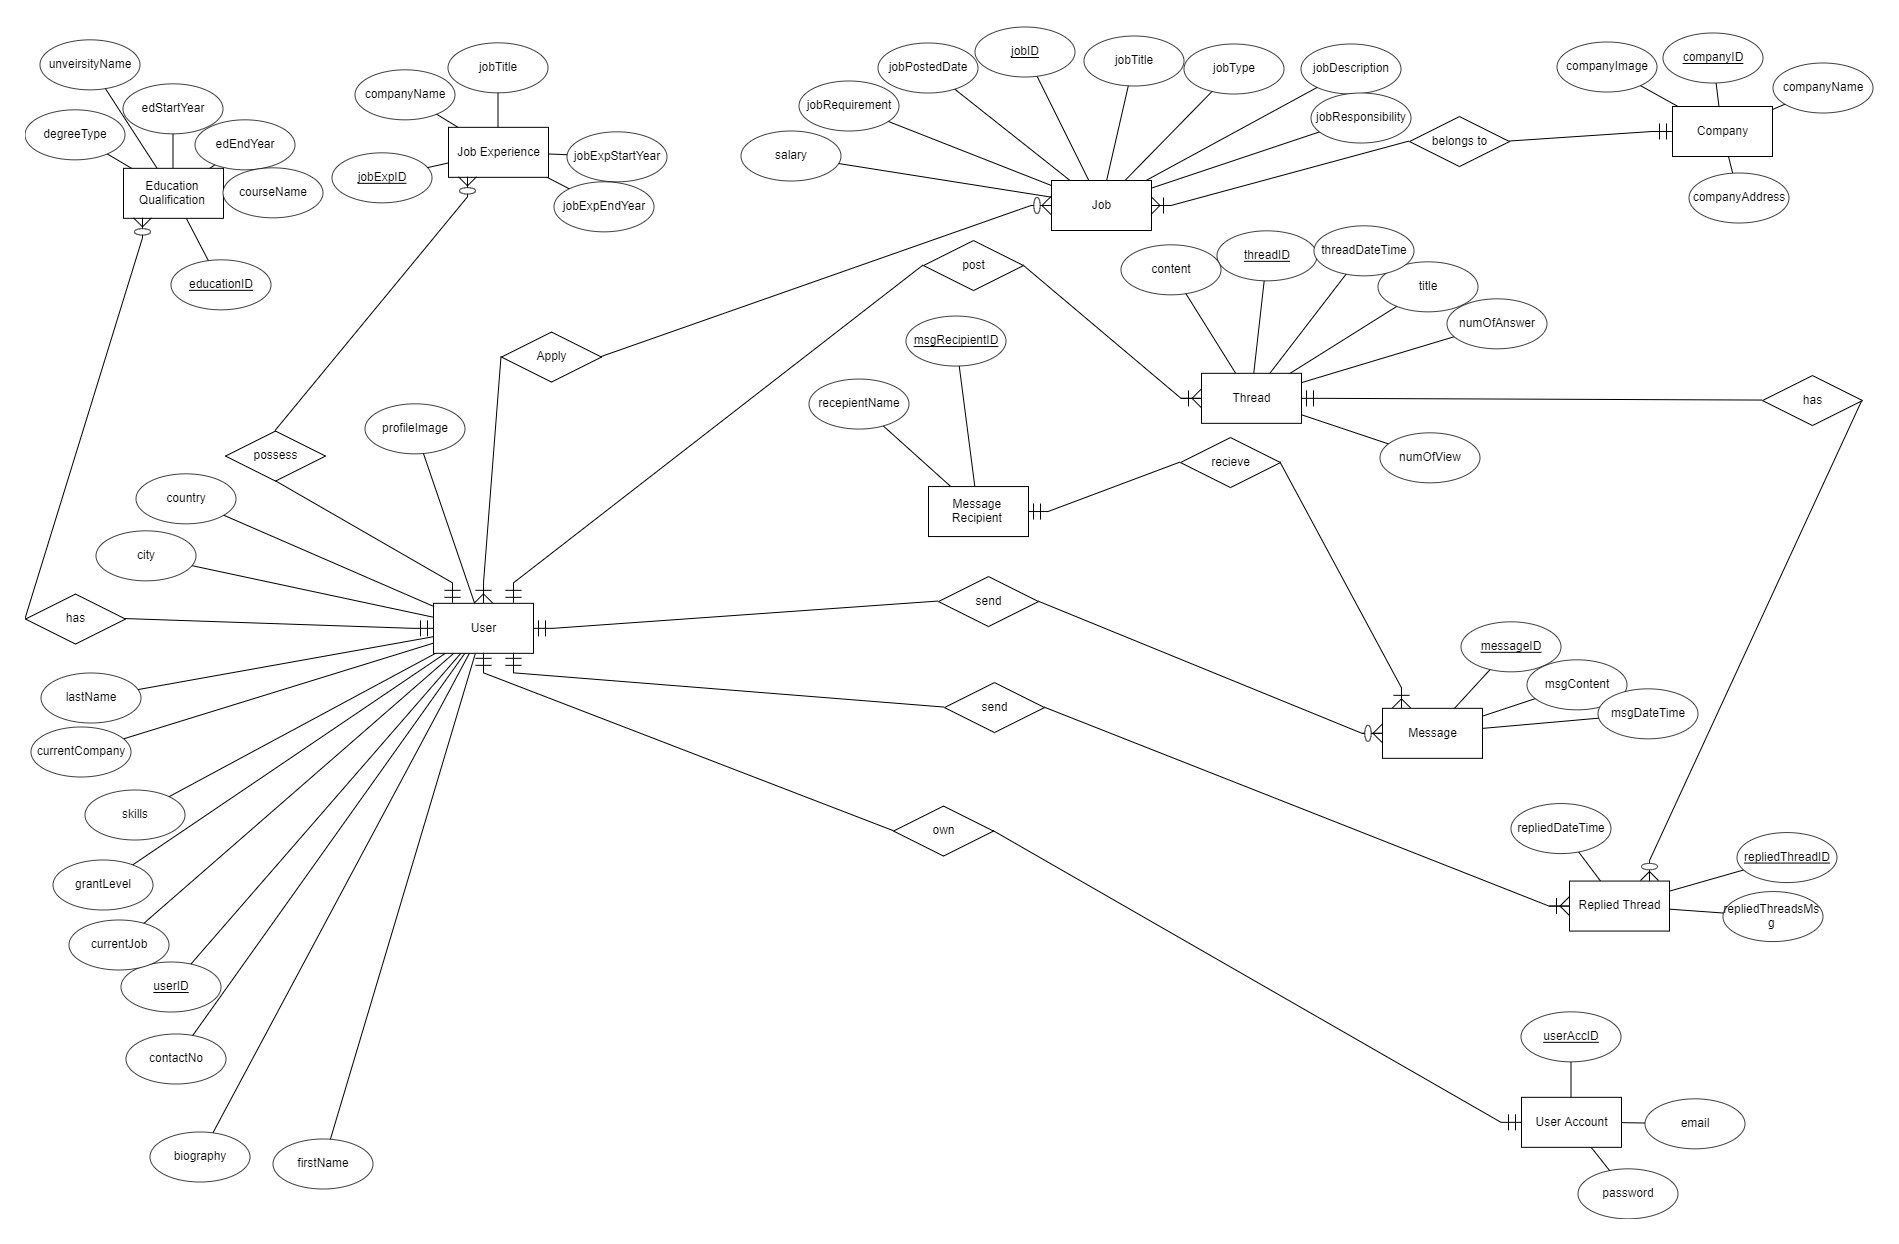 unveirsityName
edStartYear
degreeType
edEndYear
Education
Qualification
courseName
educationID
jobTitle
companyName
Job Experience
jobExpStartYear
jobExpID
jobExpEndYear
jobPostedDate
jobID
jobTitle
jobType
jobDescription
jobRequirement
jobResponsibility
salary
Job
belongs to
companyImage
companyID
companyName
Company
companyAddress
post
content
threadID
threadDateTime
title
numOfAnswer
Apply
msgRecipientID
recepientName
Thread
has
numOfView
possess
profileImage
recieve
country
Message
Recipient
city
has
User
send
lastName
send
messageID
msgContent
msgDateTime
Message
currentCompany
skills
own
repliedDateTime
repliedThreadID
grantLevel
Replied Thread
repliedThreadsMs
g
currentJob
userID
contactNo
userAccID
User Account
email
biography
firstName
password